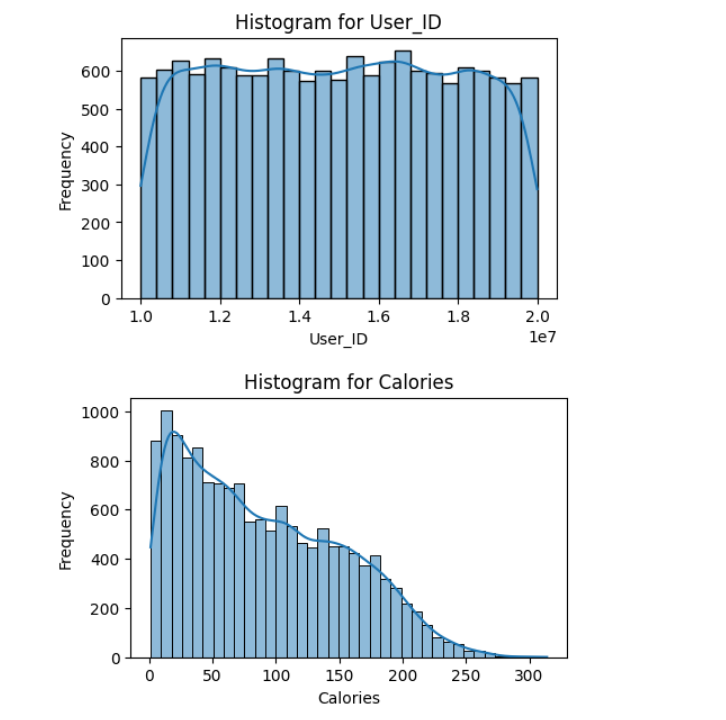 Histogram for User_ID
600
500
400
300
200
100
0
Frequency
1.0 1.2 1.4 1.6 1.8 2.0
1e7
User_ID
Histogram for Calories
1000
800
600
400
200
0
Frequency
0 50 100 150 200 250 300
Calories